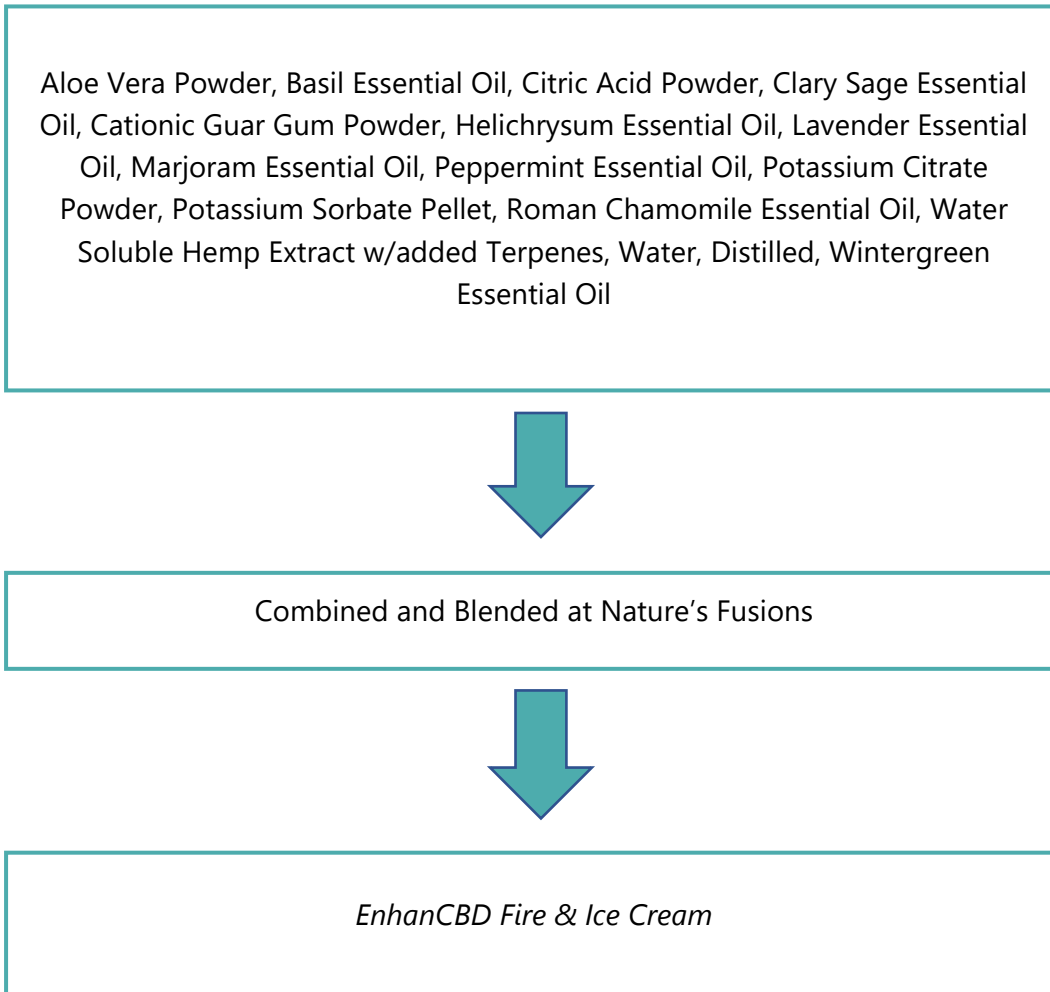 Aloe Vera Powder, Basil Essential Oil, Citric Acid Powder, Clary Sage Essential
Oil, Cationic Guar Gum Powder, Helichrysum Essential Oil, Lavender Essential
Oil, Marjoram Essential Oil, Peppermint Essential Oil, Potassium Citrate
Powder, Potassium Sorbate Pellet, Roman Chamomile Essential Oil, Water
Soluble Hemp Extract w/added Terpenes, Water, Distilled, Wintergreen
Essential Oil
Combined and Blended at Nature’s Fusions
EnhanCBD Fire & Ice Cream